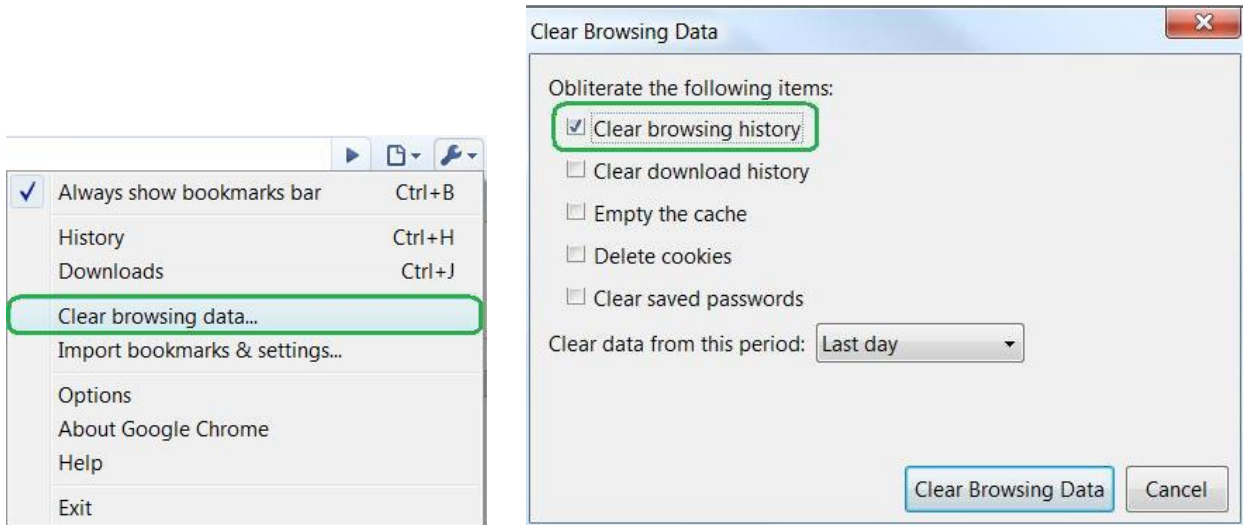 Always show bookmarks bar Ctrl+B
History Ctrl+H
Downloads Ctrl+J
Clear browsing data...
Import bookmarks & settings...
Options
About Google Chrome
Help
Exit
Clear Browsing Data
Obliterate the following items:
Clear browsing history
Clear download history
Empty the cache
Delete cookies
Clear saved passwords
Clear data from this period: Last day
Clear Browsing Data Cancel